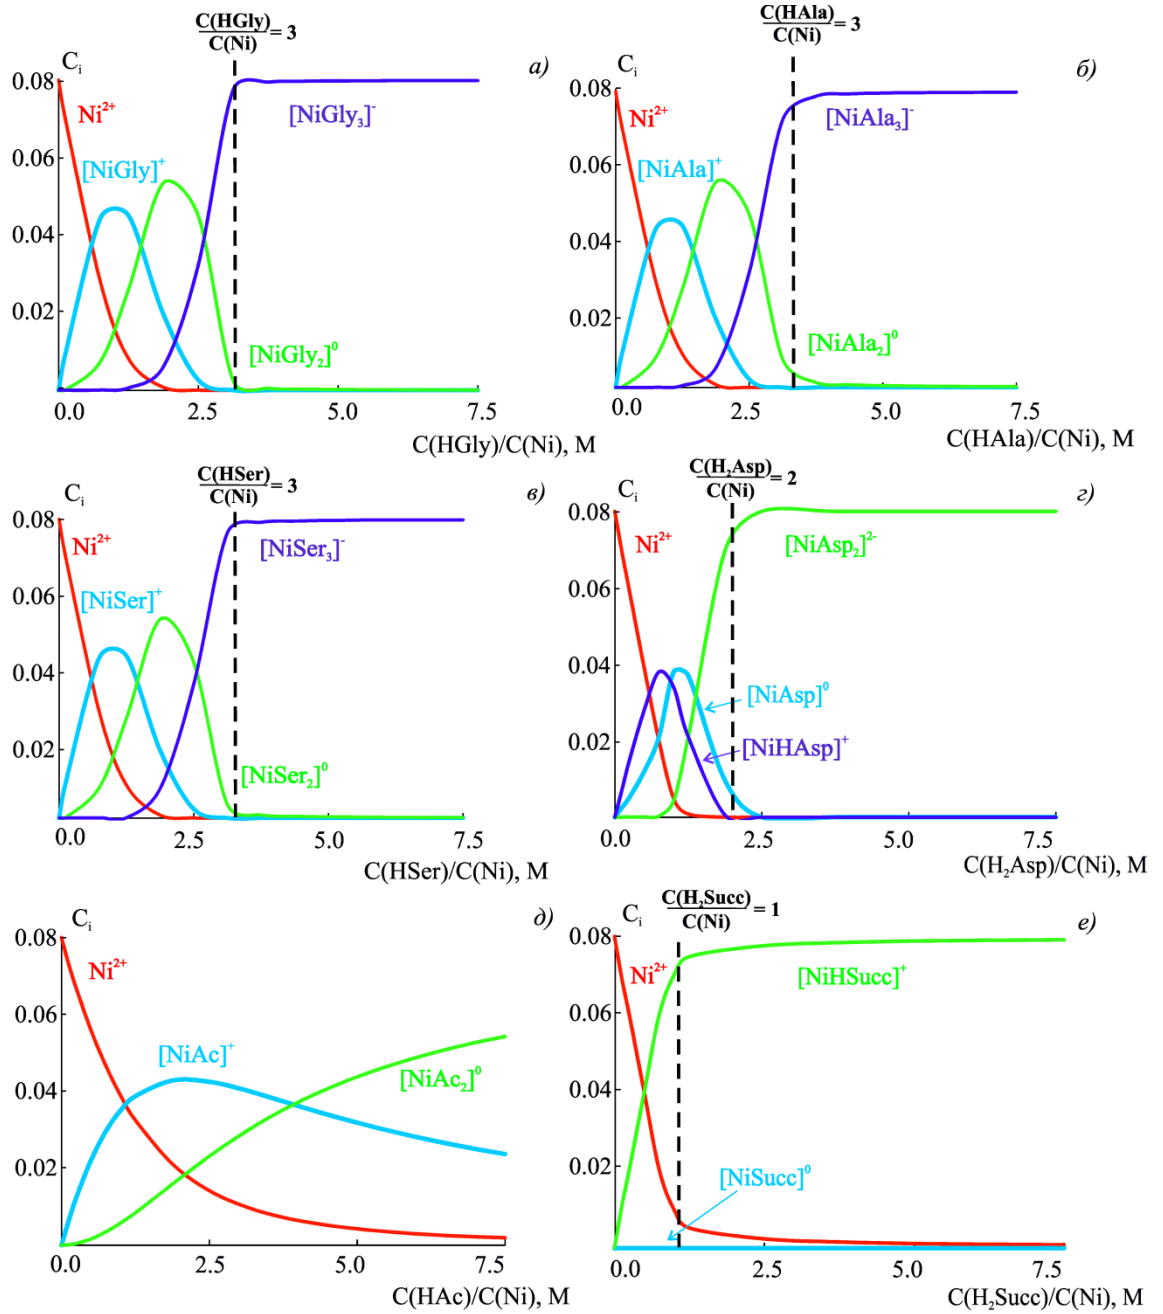 C(HGly)
C(Ni) = 3
C(HAla)
C(Ni) = 3
Cᵢ
а)
Cᵢ
б)
0.08
Ni²⁺
[NiGly₃]⁻
0.08
Ni²⁺
[NiAla₃]⁻
0.06
[NiGly]⁺
0.06
[NiAla]⁺
0.04
0.04
0.02
[NiGly₂]⁰
0.02
[NiAla₂]⁰
0.0 2.5 5.0 7.5
C(HGly)/C(Ni), M
0.0 2.5 5.0 7.5
C(HAla)/C(Ni), M
C(HSer)
C(Ni) = 3
C(H₂Asp)
C(Ni) = 2
Cᵢ
в)
Cᵢ
г)
0.08
Ni²⁺
[NiSer₃]⁻
0.08
Ni²⁺
[NiAsp₂]²⁻
0.06
[NiSer]⁺
0.06
0.04
0.04
[NiAsp]⁰
0.02
[NiSer₂]⁰
0.02
[NiHAsp]⁺
0.0 2.5 5.0 7.5
C(HSer)/C(Ni), M
0.0 2.5 5.0 7.5
C(H₂Asp)/C(Ni), M
Cᵢ
д)
C(H₂Succ)
C(Ni) = 1
Cᵢ
е)
0.08
Ni²⁺
0.08
Ni²⁺
[NiHSucc]⁺
0.06
[NiAc]⁺
0.06
0.04
[NiAc₂]⁰
0.04
0.02
0.02
[NiSucc]⁰
0.0 2.5 5.0 7.5
C(HAc)/C(Ni), M
0.0 2.5 5.0 7.5
C(H₂Succ)/C(Ni), M